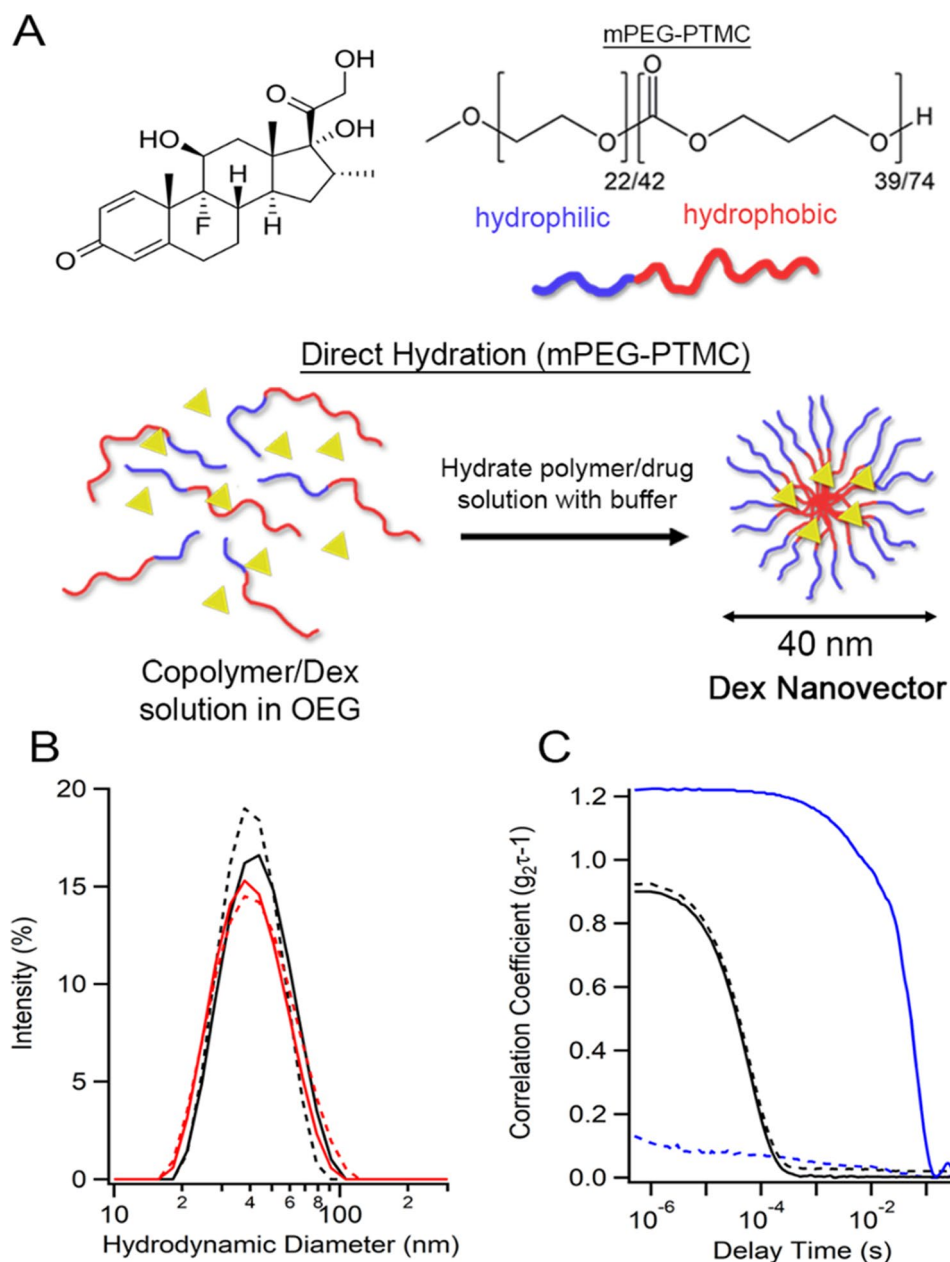 A
mPEG-PTMC
OH
O
OH
HO
H
F
H
O
O
O
O
O
O
H
22/42
39/74
hydrophilic
hydrophobic
Direct Hydration (mPEG-PTMC)
Hydrate polymer/drug
solution with buffer
Copolymer/Dex
solution in OEG
40 nm
Dex Nanovector
B
20
15
10
5
0
Intensity (%)
10
2
4
6
8
100
2
Hydrodynamic Diameter (nm)
C
1.2
1.0
0.8
0.6
0.4
0.2
0.0
Correlation Coefficient (g₂τ-1)
10⁻⁶
10⁻⁴
10⁻²
Delay Time (s)